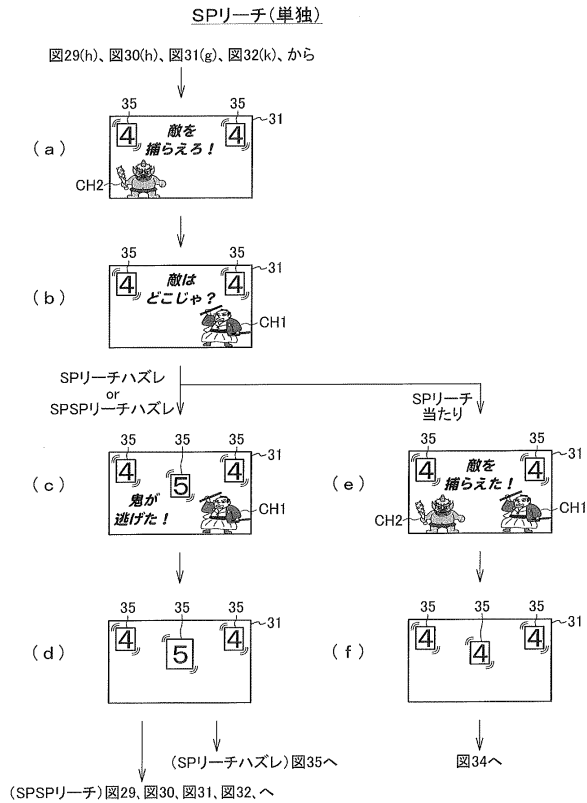 SPリーチ(単独)
図29(h)、図30(h)、図31(g)、図32(k)、から
35 35
31
(a)
4 敵を 4
捕らえろ！
CH2
35 35
31
(b)
4 敵は 4
どこじゃ？
CH1
SPリーチハズレ
or
SPSPリーチハズレ
SPリーチ
当たり
35 35 35
31
(c)
4 5 4
鬼が
逃げた！
CH1
35 35
31
(e)
4 敵を 4
捕らえた！
CH2
CH1
35 35 35
31
(d)
4 5 4
35 35 35
31
(f)
4 4 4
(SPリーチハズレ)図35へ
図34へ
(SPSPリーチ)図29、図30、図31、図32、へ